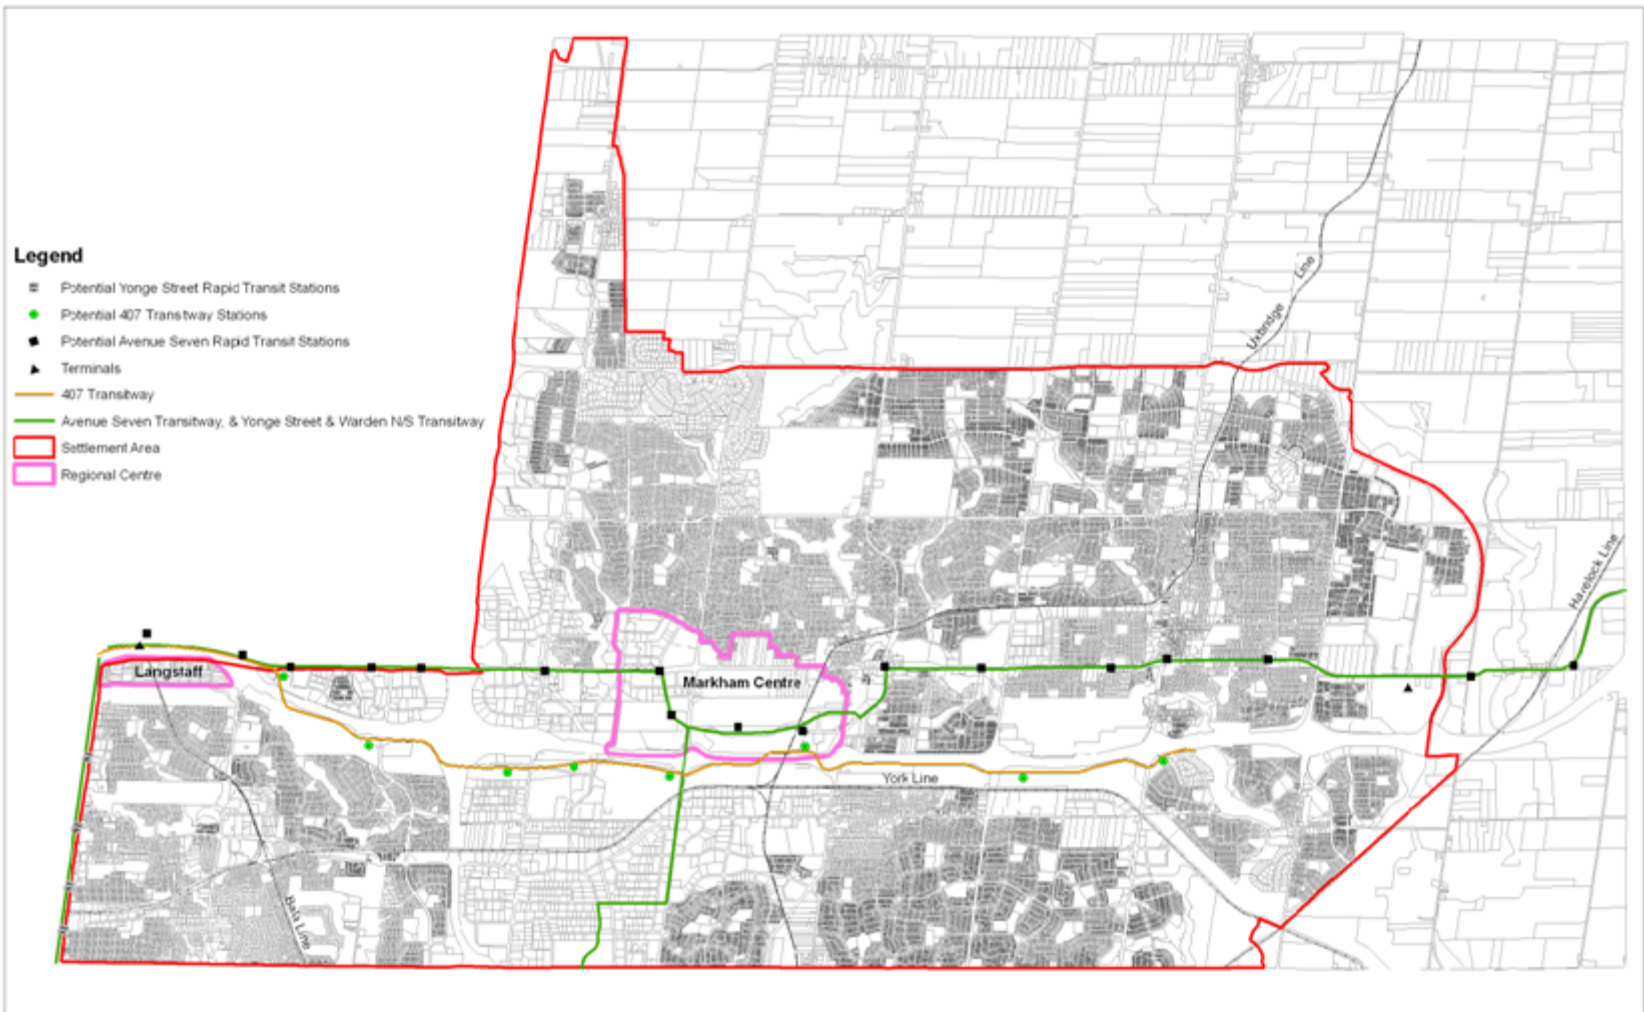 Legend
Potential Yonge Street Rapid Transit Stations
Potential 407 Transitway Stations
Potential Avenue Seven Rapid Transit Stations
Terminals
407 Transitway
Avenue Seven Transitway, & Yonge Street & Warden N/S Transitway
Settlement Area
Regional Centre
Uxbridge Line
Havelock Line
Langstaff
Markham Centre
York Line
Bala Line